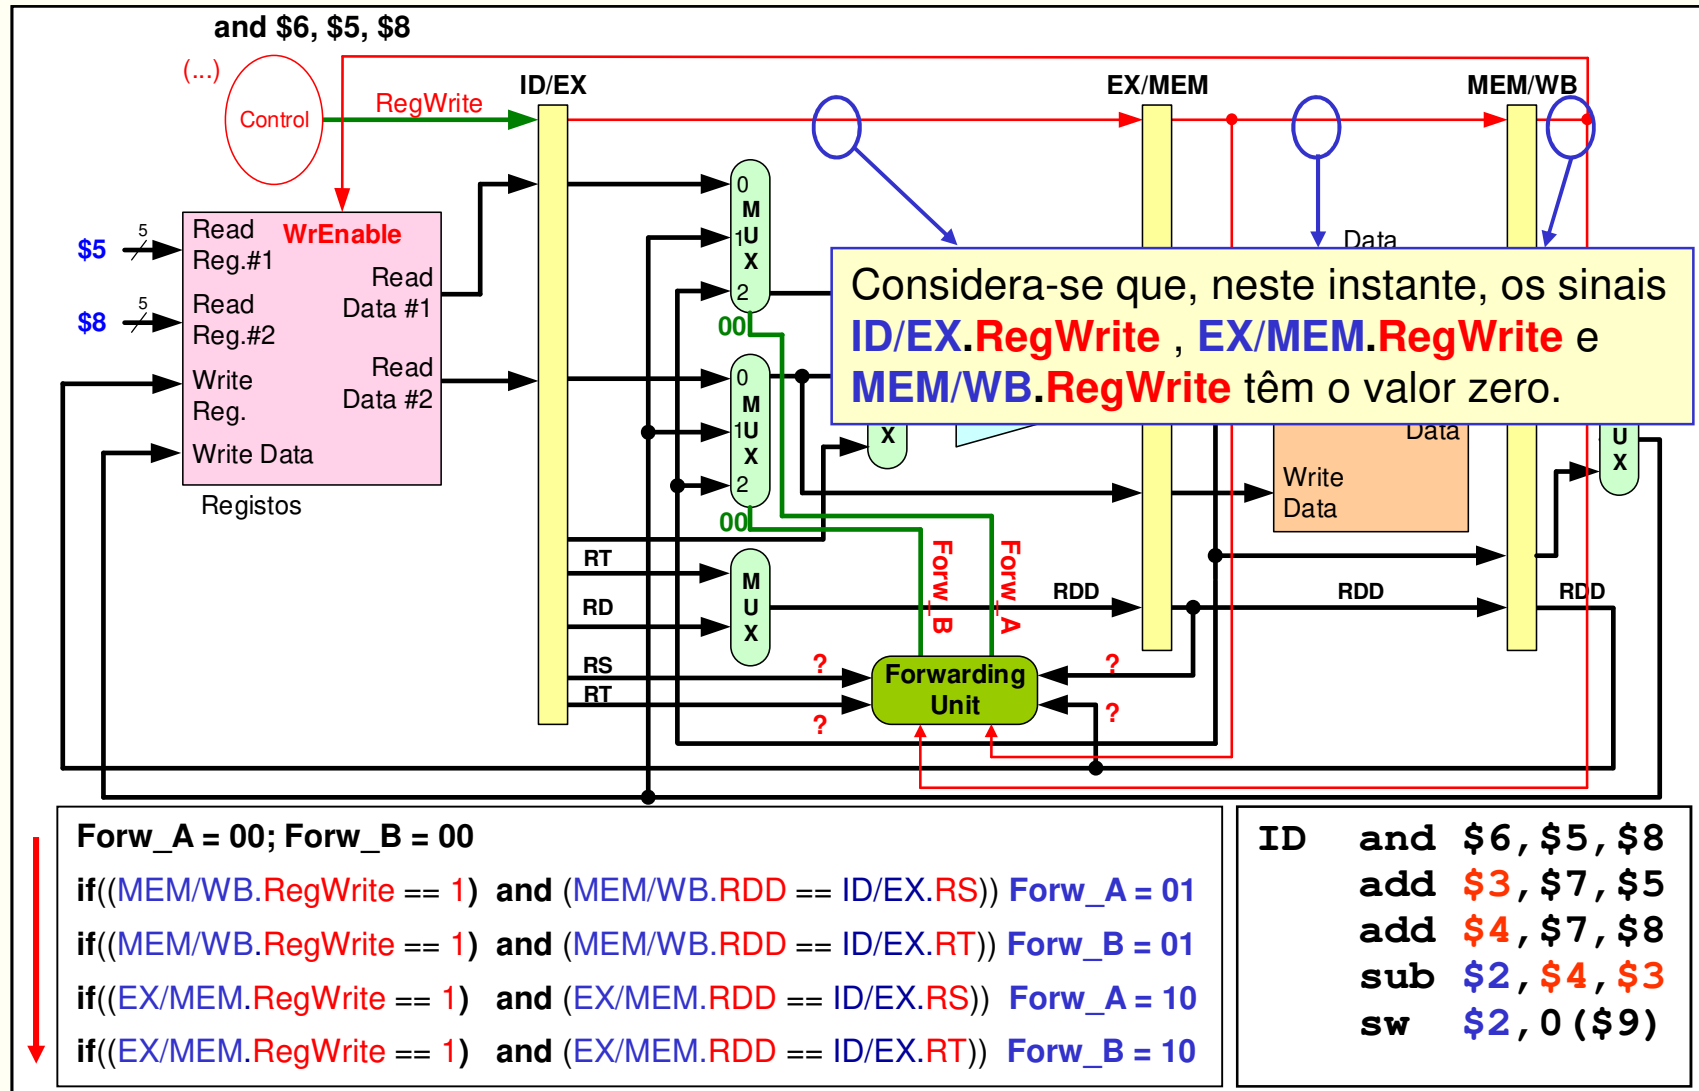 and $6, $5, $8
(...)
Control
RegWrite
ID/EX
EX/MEM
MEM/WB
$5
5
Read
Reg.#1
WrEnable
Read
Data #1
$8
5
Read
Reg.#2
Write
Reg.
Read
Data #2
Write Data
Registos
0
M
1U
X
2
00
0
M
1U
X
2
00
Data
Considera-se que, neste instante, os sinais
ID/EX.RegWrite , EX/MEM.RegWrite e
MEM/WB.RegWrite têm o valor zero.
X
Data
Write
Data
U
X
RT
RD
M
U
X
Forw_B
Forw_A
RDD
RDD
RDD
RS
RT
?
?
Forwarding
Unit
?
?
Forw_A = 00; Forw_B = 00
if((MEM/WB.RegWrite == 1) and (MEM/WB.RDD == ID/EX.RS)) Forw_A = 01
if((MEM/WB.RegWrite == 1) and (MEM/WB.RDD == ID/EX.RT)) Forw_B = 01
if((EX/MEM.RegWrite == 1) and (EX/MEM.RDD == ID/EX.RS)) Forw_A = 10
if((EX/MEM.RegWrite == 1) and (EX/MEM.RDD == ID/EX.RT)) Forw_B = 10
ID and $6,$5,$8
add $3,$7,$5
add $4,$7,$8
sub $2,$4,$3
sw $2,0($9)